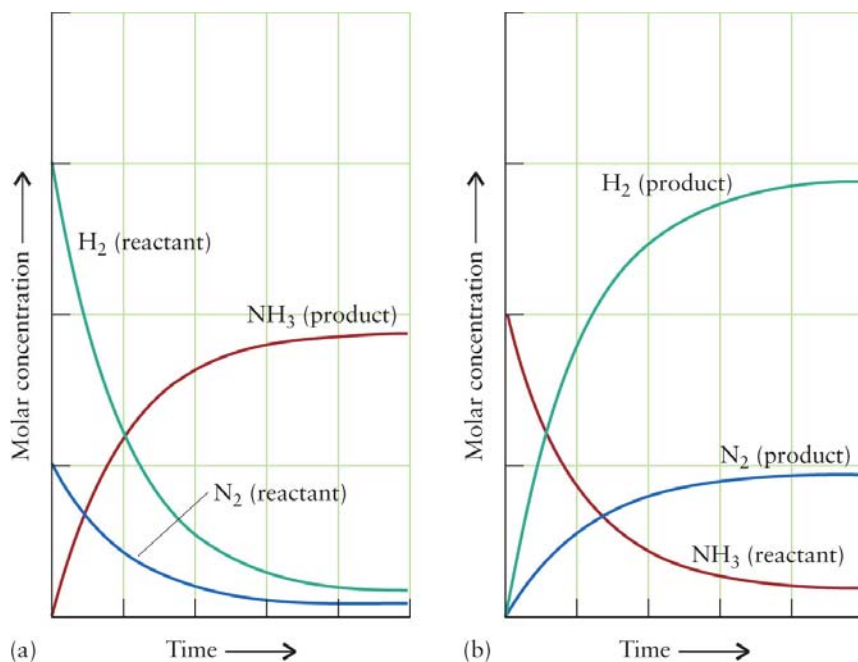 H2 (reactant)
NH3 (product)
N2 (reactant)
Molar concentration
(a)
Time
H2 (product)
N2 (product)
NH3 (reactant)
Molar concentration
(b)
Time